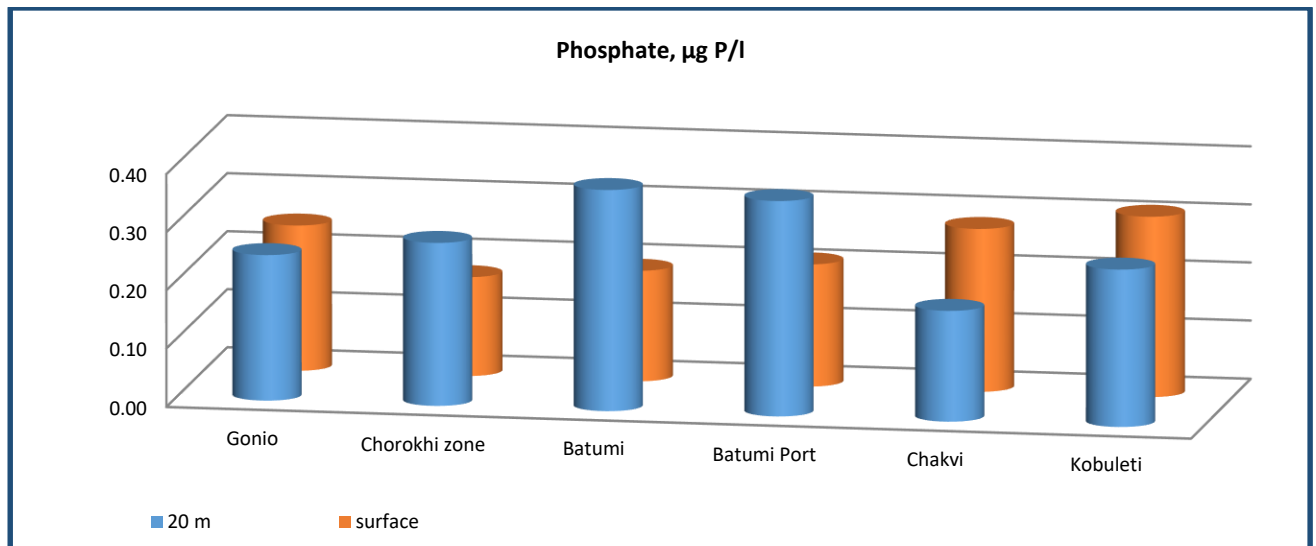 Phosphate, µg P/l
0.40
0.30
0.20
0.10
0.00
Gonio
Chorokhi zone
Batumi
Batumi Port
Chakvi
Kobuleti
20 m
surface